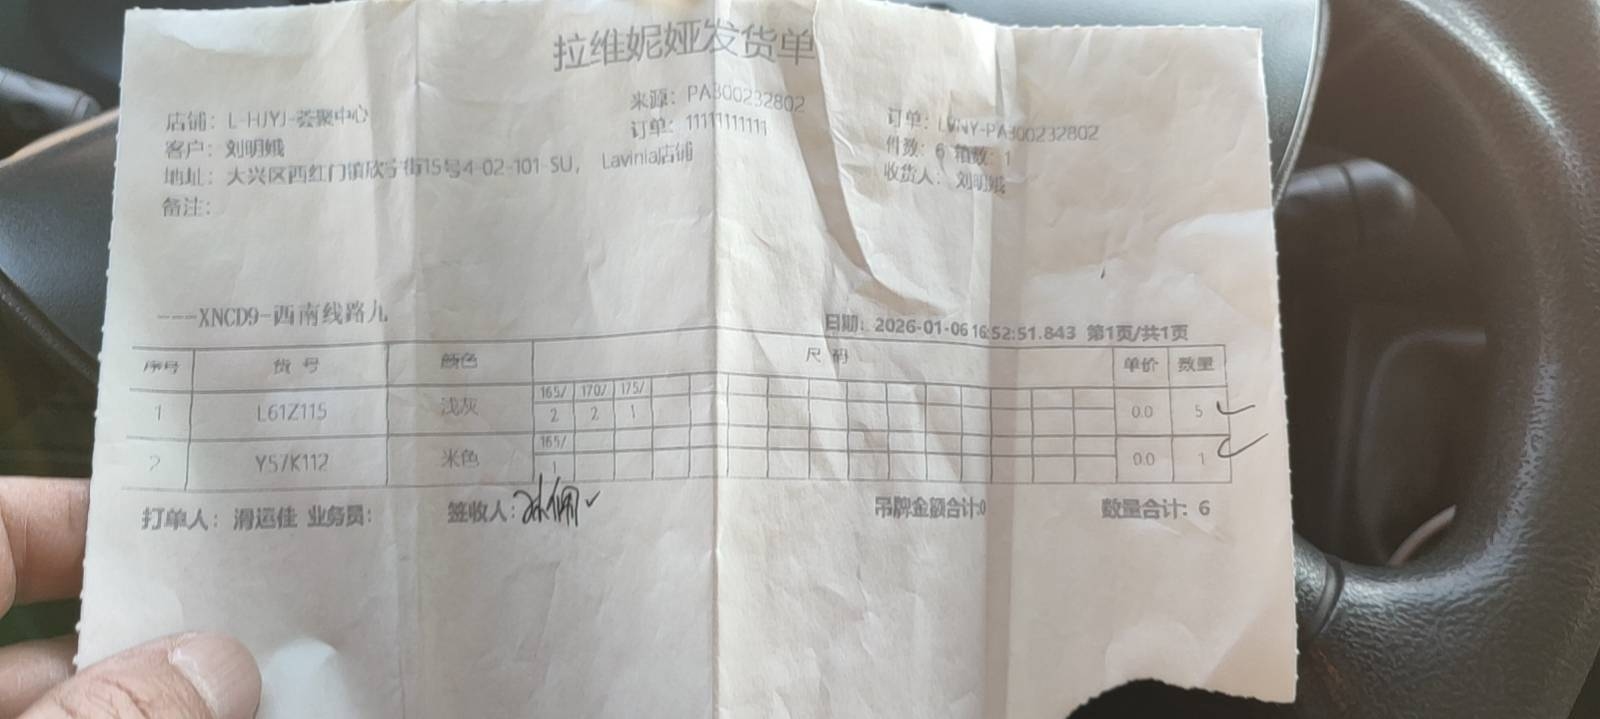 拉维妮娅发货单
店铺：L-HJYJ-荟聚中心 来源：PA300232802 订单：LVNY-PA300232802
客户：刘明娥 订单：11111111111 件数：6 箱数：1
地址：大兴区西红门镇欣宁街15号4-02-101-SU， Lavinia店铺 收货人：刘明娥
备注：
---XNCD9-西南线路九 日期：2026-01-06 16:52:51.843 第1页/共1页
序号 货号 颜色 尺码 单价 数量
165/ 170/ 175/
1 L61Z115 浅灰 2 2 1 0.0 5
165/
2 Y57K112 米色 1 0.0 1
打单人：滑运佳 业务员： 签收人： 吊牌金额合计:0 数量合计：6